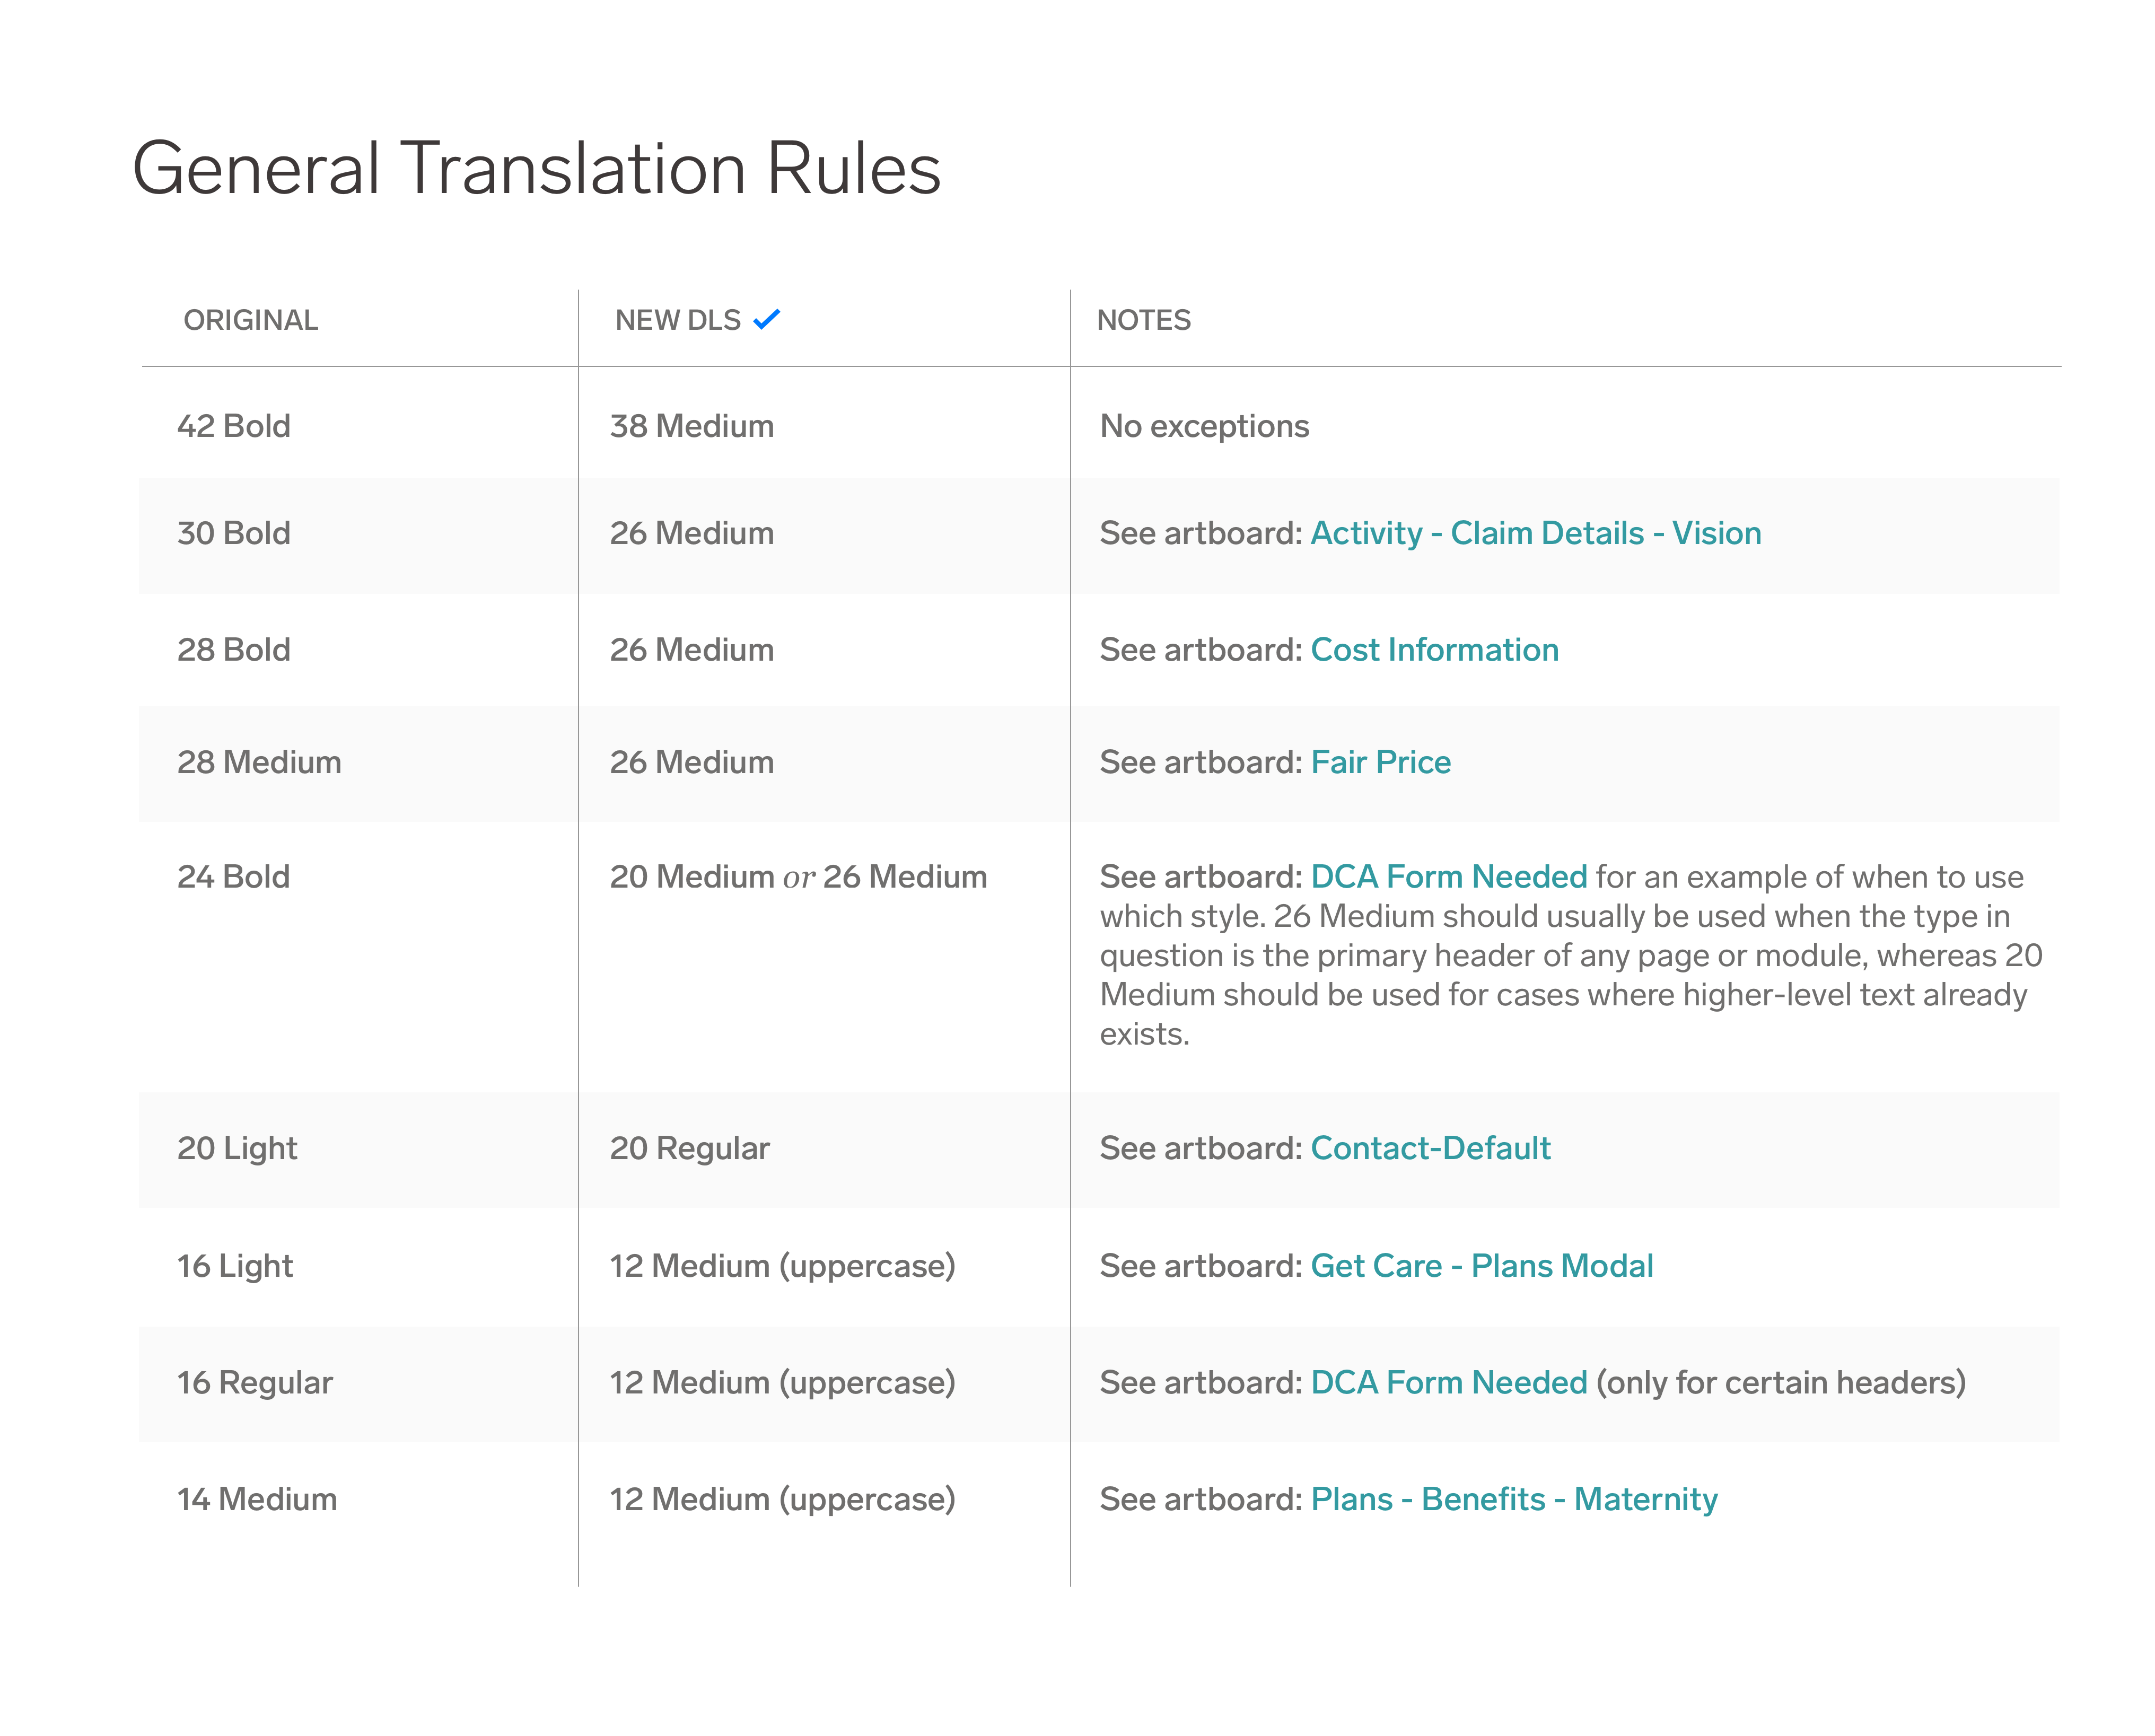 General Translation Rules
ORIGINAL NEW DLS NOTES
42 Bold 38 Medium No exceptions
30 Bold 26 Medium See artboard: Activity - Claim Details - Vision
28 Bold 26 Medium See artboard: Cost Information
28 Medium 26 Medium See artboard: Fair Price
24 Bold 20 Medium or 26 Medium See artboard: DCA Form Needed for an example of when to use
which style. 26 Medium should usually be used when the type in
question is the primary header of any page or module, whereas 20
Medium should be used for cases where higher-level text already
exists.
20 Light 20 Regular See artboard: Contact-Default
16 Light 12 Medium (uppercase) See artboard: Get Care - Plans Modal
16 Regular 12 Medium (uppercase) See artboard: DCA Form Needed (only for certain headers)
14 Medium 12 Medium (uppercase) See artboard: Plans - Benefits - Maternity